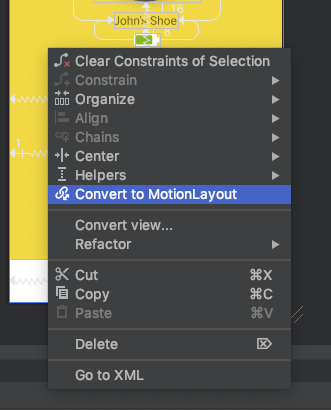 16
John's Shoe
8
Clear Constraints of Selection
Constrain
Organize
Align
Chains
1
Center
Helpers
Convert to MotionLayout
Convert view...
Refactor
Cut ⌘X
Copy ⌘C
Paste ⌘V
Delete ⌦
Go to XML